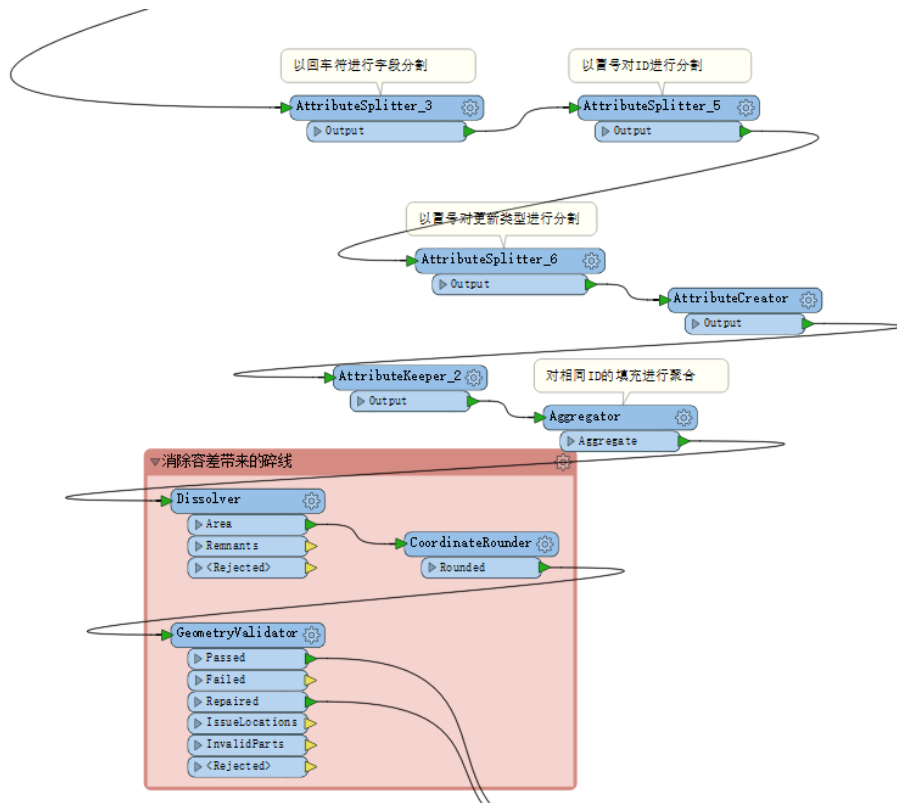 以回车符进行字段分割
以冒号对ID进行分割
AttributeSplitter_3
AttributeSplitter_5
Output
Output
以冒号对更新类型进行分割
AttributeSplitter_6
Output
AttributeCreator
Output
AttributeKeeper_2
Output
对相同ID的填充进行聚合
Aggregator
Aggregate
消除容差带来的碎线
Dissolver
Area
Remnants
<Rejected>
CoordinateRounder
Rounded
GeometryValidator
Passed
Failed
Repaired
IssueLocations
InvalidParts
<Rejected>